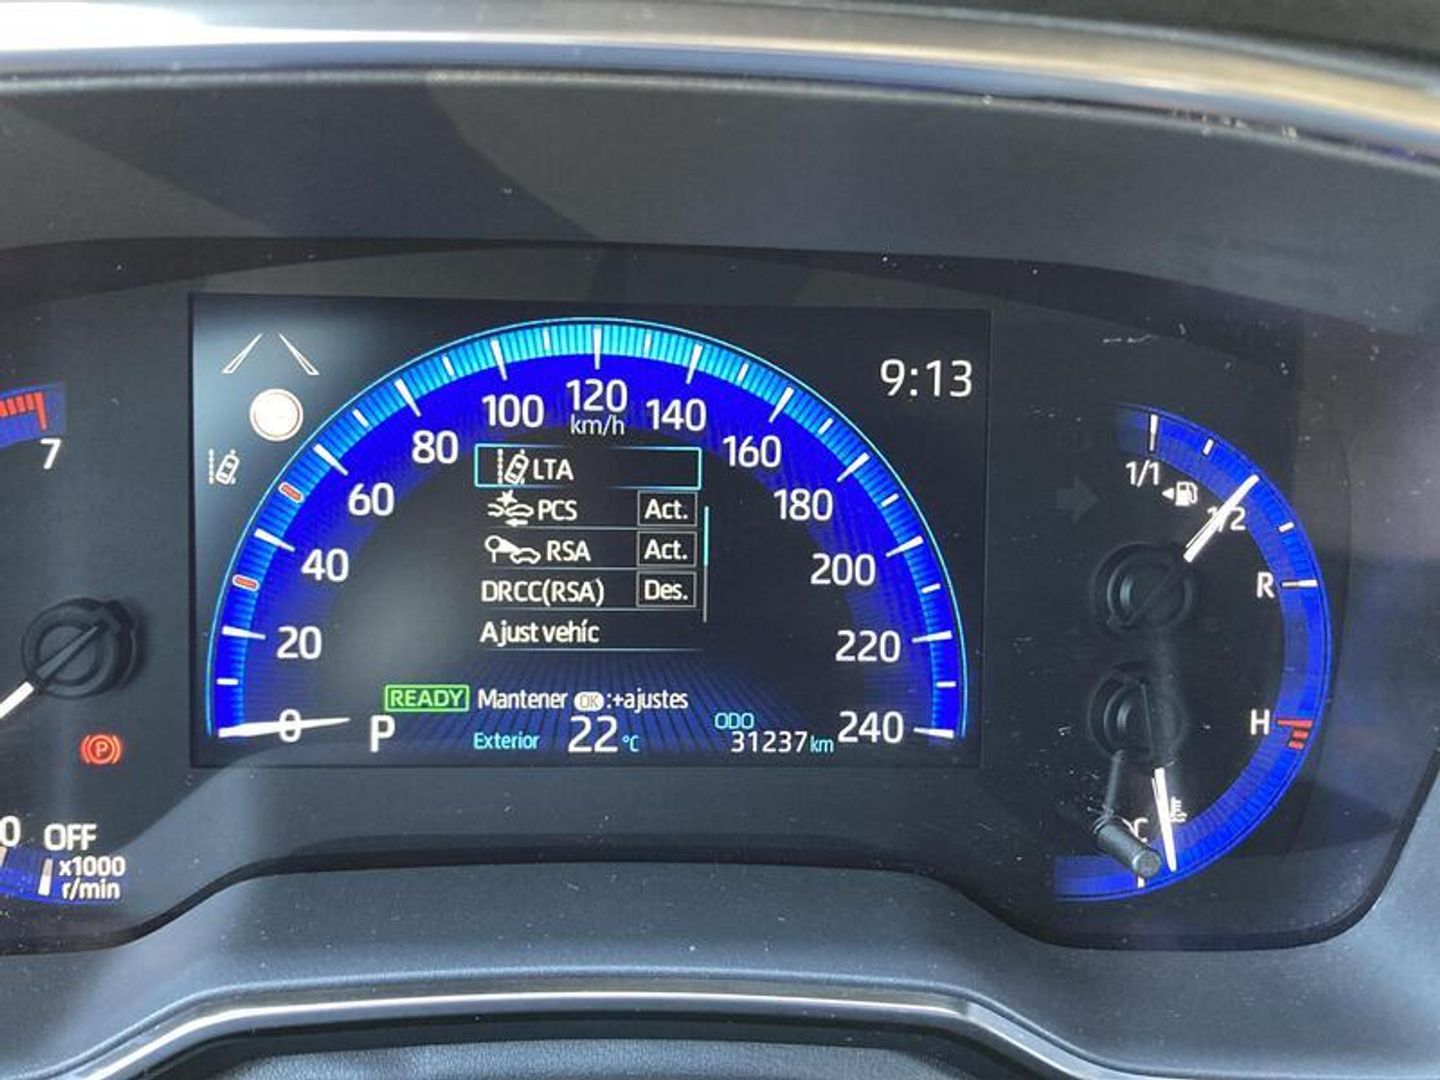 9:13
7
0
OFF
x1000
r/min
0
20
40
60
80
100
120
km/h
140
160
180
200
220
240
LTA
PCS Act.
RSA Act.
DRCC(RSA) Des.
Ajust vehíc
READY Mantener OK:+ajustes
P
Exterior 22 °C
ODO
31237 km
1/1
1/2
R
H
C